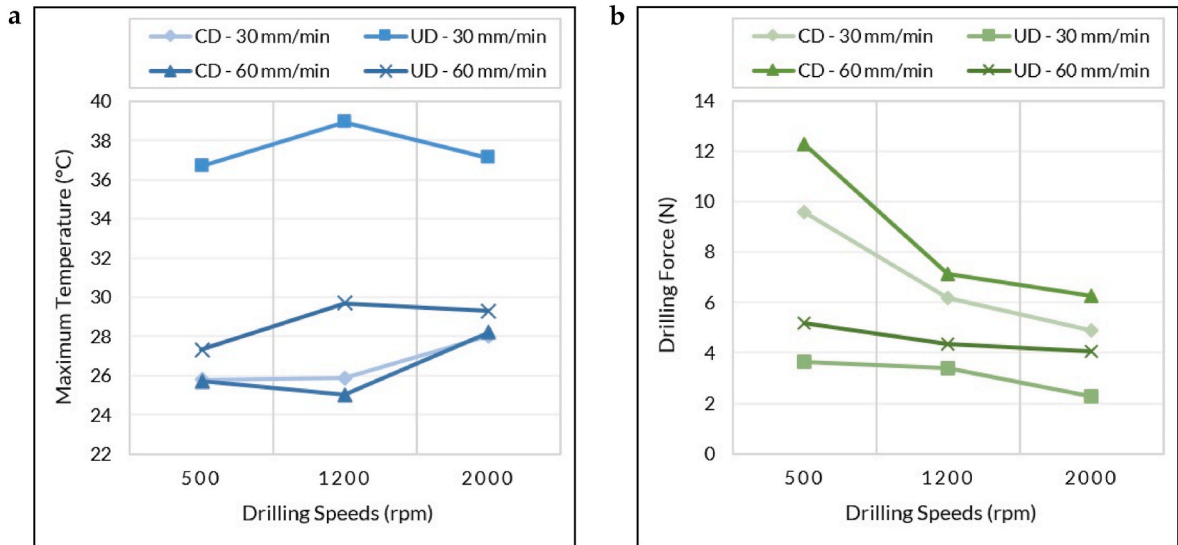 a
CD - 30 mm/min UD - 30 mm/min
CD - 60 mm/min UD - 60 mm/min
Maximum Temperature (°C)
40
38
36
34
32
30
28
26
24
22
500 1200 2000
Drilling Speeds (rpm)
b
CD - 30 mm/min UD - 30 mm/min
CD - 60 mm/min UD - 60 mm/min
Drilling Force (N)
14
12
10
8
6
4
2
0
500 1200 2000
Drilling Speeds (rpm)